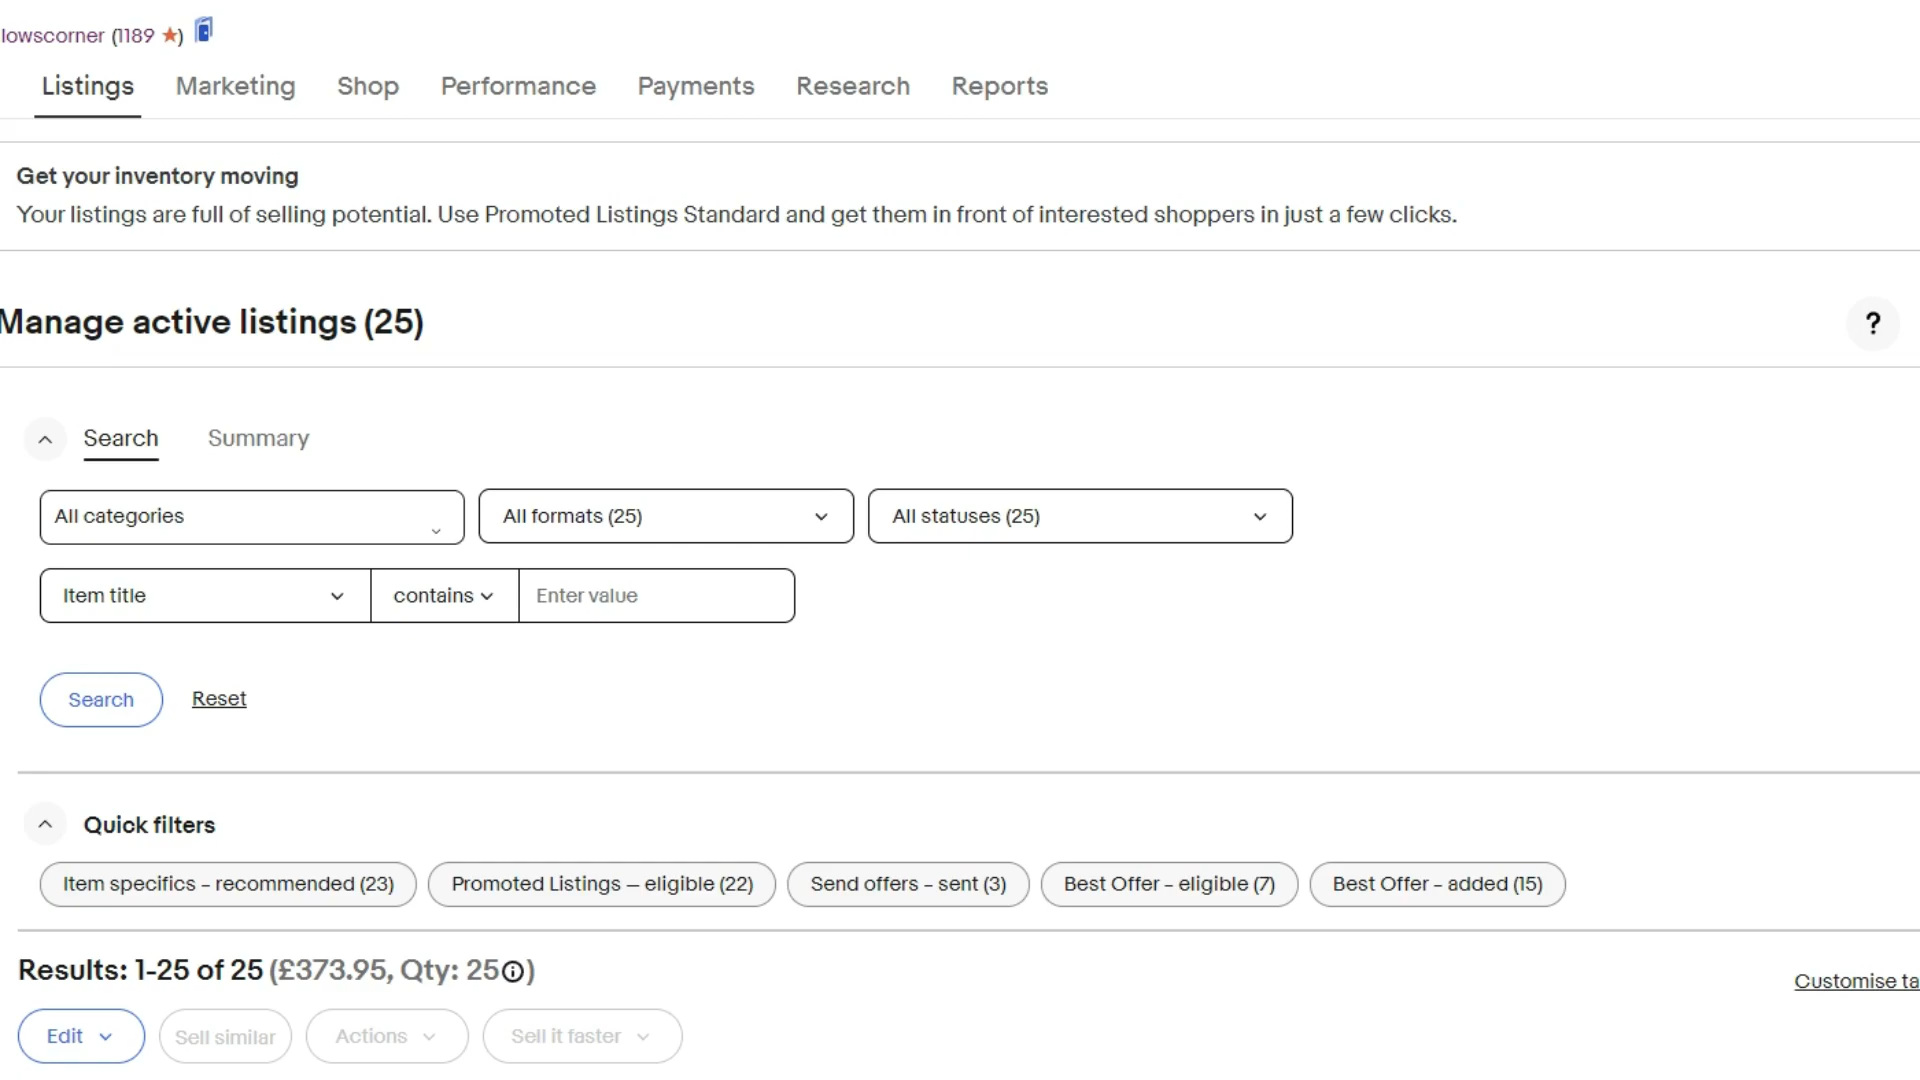 lowscorner (1189 ★)
Listings Marketing Shop Performance Payments Research Reports
Get your inventory moving
Your listings are full of selling potential. Use Promoted Listings Standard and get them in front of interested shoppers in just a few clicks.
Manage active listings (25)
?
Search Summary
All categories All formats (25) All statuses (25)
Item title contains Enter value
Search Reset
Quick filters
Item specifics – recommended (23) Promoted Listings – eligible (22) Send offers – sent (3) Best Offer – eligible (7) Best Offer – added (15)
Results: 1-25 of 25 (£373.95, Qty: 25 )
Customise ta
Edit Sell similar Actions Sell it faster